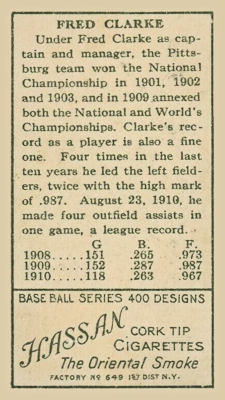 FRED CLARKE
Under Fred Clarke as cap-
tain and manager, the Pitts-
burg team won the National
Championship in 1901, 1902
and 1903, and in 1909 annexed
both the National and World's
Championships. Clarke's rec-
ord as a player is also a fine
one. Four times in the last
ten years he led the left field-
ers, twice with the high mark
of .987. August 23, 1910, he
made four outfield assists in
one game, a league record.
G B. F.
1908.....151 .265 .973
1909.....152 .287 .987
1910.....118 .263 .967
BASE BALL SERIES 400 DESIGNS
HASSAN
CORK TIP
CIGARETTES
The Oriental Smoke
FACTORY No 649 1ST DIST. N.Y.